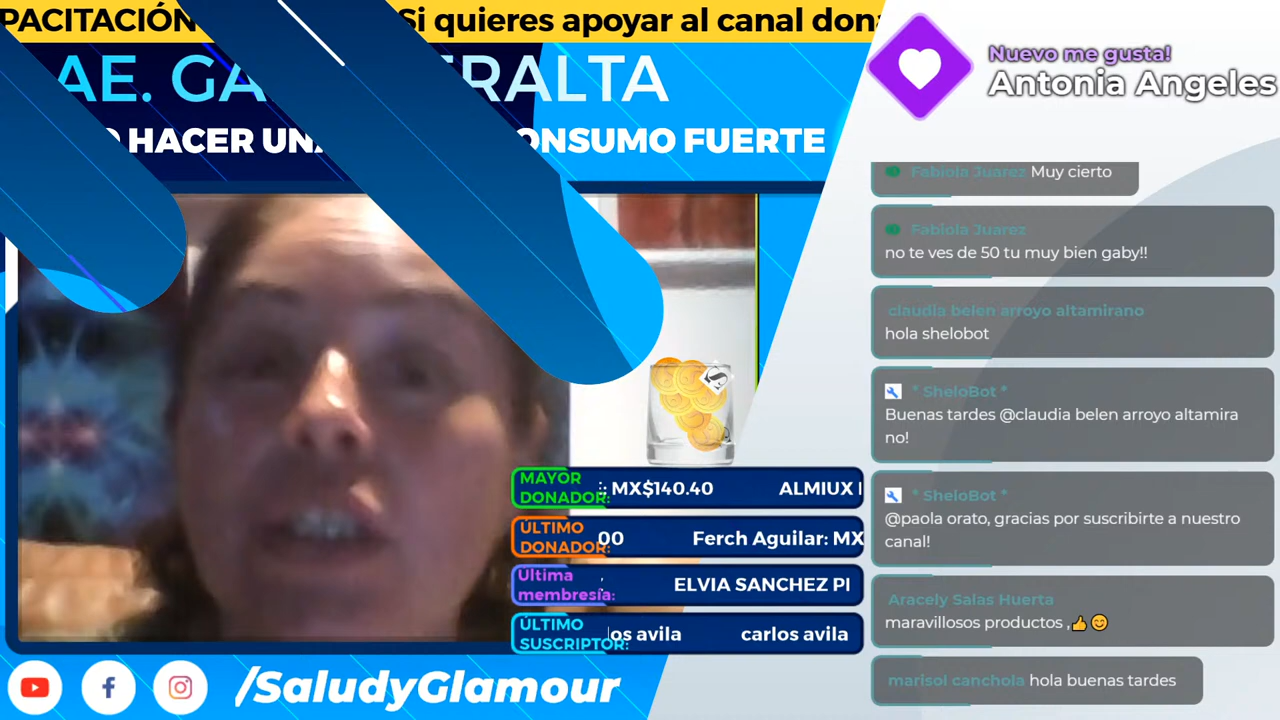 PACITACIÓN
Si quieres apoyar al canal don
AE. GA
ERALTA
HACER UN
ONSUMO FUERTE
MAYOR
DONADOR:
: MX$140.40 ALMIUX
ÚLTIMO
DONADOR:
00 Ferch Aguilar: MX
Última
membresía:
ELVIA SANCHEZ PI
ÚLTIMO
SUSCRIPTOR:
os avila carlos avila
/SaludyGlamour
Nuevo me gusta!
Antonia Angeles
Fabiola Juarez Muy cierto
Fabiola Juarez
no te ves de 50 tu muy bien gaby!!
claudia belen arroyo altamirano
hola shelobot
* SheloBot *
Buenas tardes @claudia belen arroyo altamira
no!
* SheloBot *
@paola orato, gracias por suscribirte a nuestro
canal!
Aracely Salas Huerta
maravillosos productos ,👍😊
marisol canchola hola buenas tardes